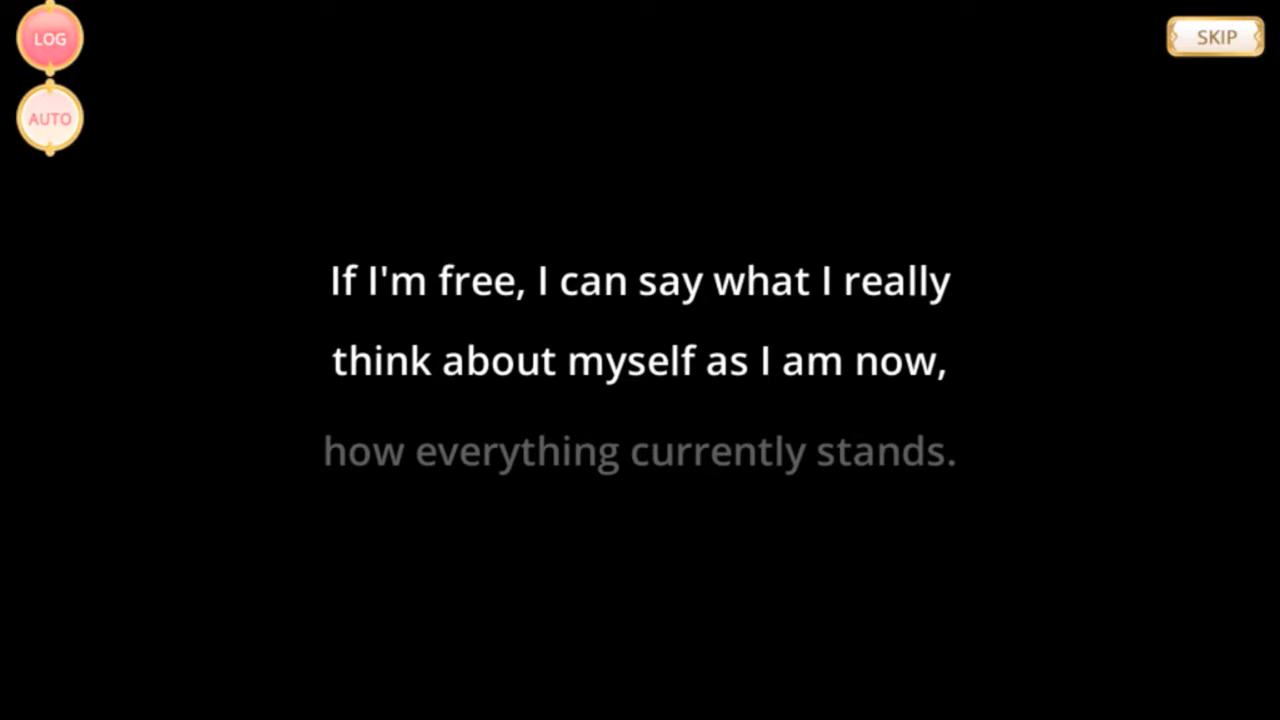 LOG
SKIP
AUTO
If I'm free, I can say what I really
think about myself as I am now,
how everything currently stands.